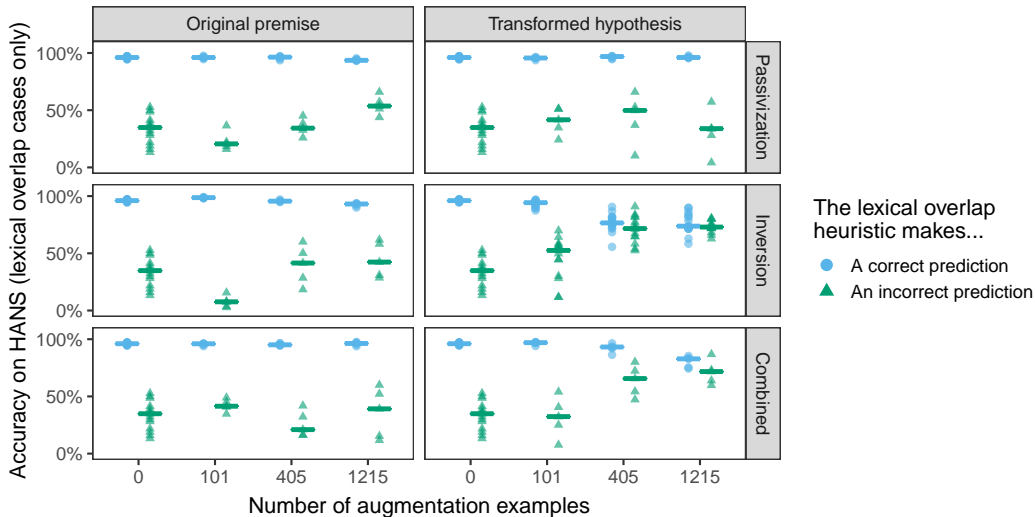 Original premise
Transformed hypothesis
Accuracy on HANS (lexical overlap cases only)
100%
50%
0%
Passivization
100%
50%
0%
Inversion
100%
50%
0%
Combined
0 101 405 1215
0 101 405 1215
Number of augmentation examples
The lexical overlap
heuristic makes...
A correct prediction
An incorrect prediction